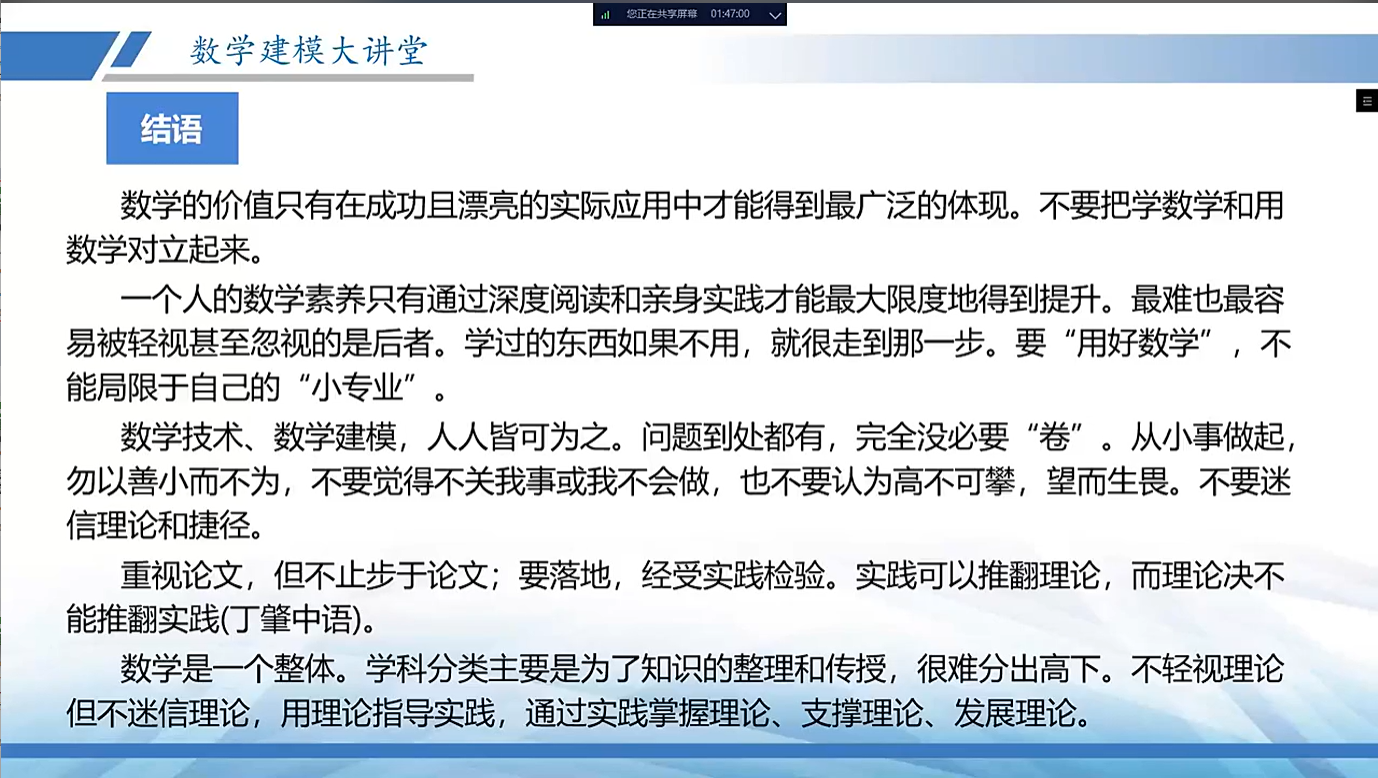 您正在共享屏幕 01:47:00
数学建模大讲堂
结语
数学的价值只有在成功且漂亮的实际应用中才能得到最广泛的体现。不要把学数学和用
数学对立起来。
一个人的数学素养只有通过深度阅读和亲身实践才能最大限度地得到提升。最难也最容
易被轻视甚至忽视的是后者。学过的东西如果不用，就很走到那一步。要“用好数学”，不
能局限于自己的“小专业”。
数学技术、数学建模，人人皆可为之。问题到处都有，完全没必要“卷”。从小事做起，
勿以善小而不为，不要觉得不关我事或我不会做，也不要认为高不可攀，望而生畏。不要迷
信理论和捷径。
重视论文，但不止步于论文；要落地，经受实践检验。实践可以推翻理论，而理论决不
能推翻实践(丁肇中语)。
数学是一个整体。学科分类主要是为了知识的整理和传授，很难分出高下。不轻视理论
但不迷信理论，用理论指导实践，通过实践掌握理论、支撑理论、发展理论。